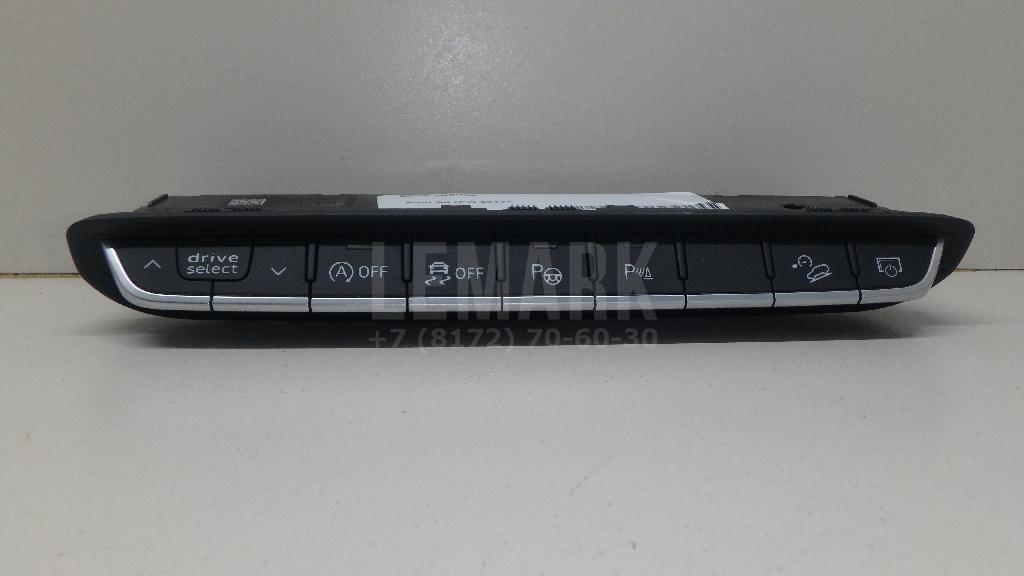 drive
select
A OFF
OFF
P
P
LEMARK
+7 (8172) 70-60-30